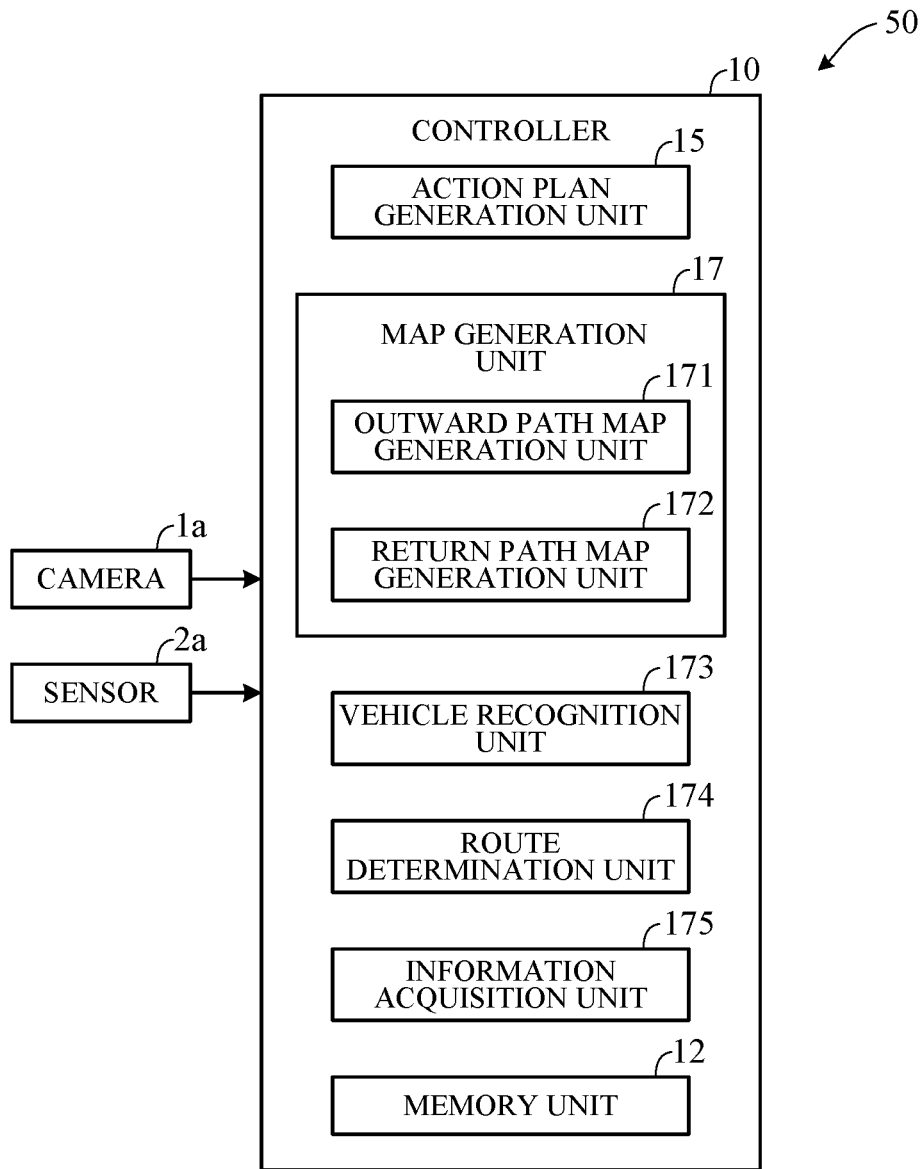 50
10
CONTROLLER
15
ACTION PLAN
GENERATION UNIT
17
MAP GENERATION
UNIT
171
OUTWARD PATH MAP
GENERATION UNIT
172
RETURN PATH MAP
GENERATION UNIT
1a
CAMERA
2a
SENSOR
173
VEHICLE RECOGNITION
UNIT
174
ROUTE
DETERMINATION UNIT
175
INFORMATION
ACQUISITION UNIT
12
MEMORY UNIT